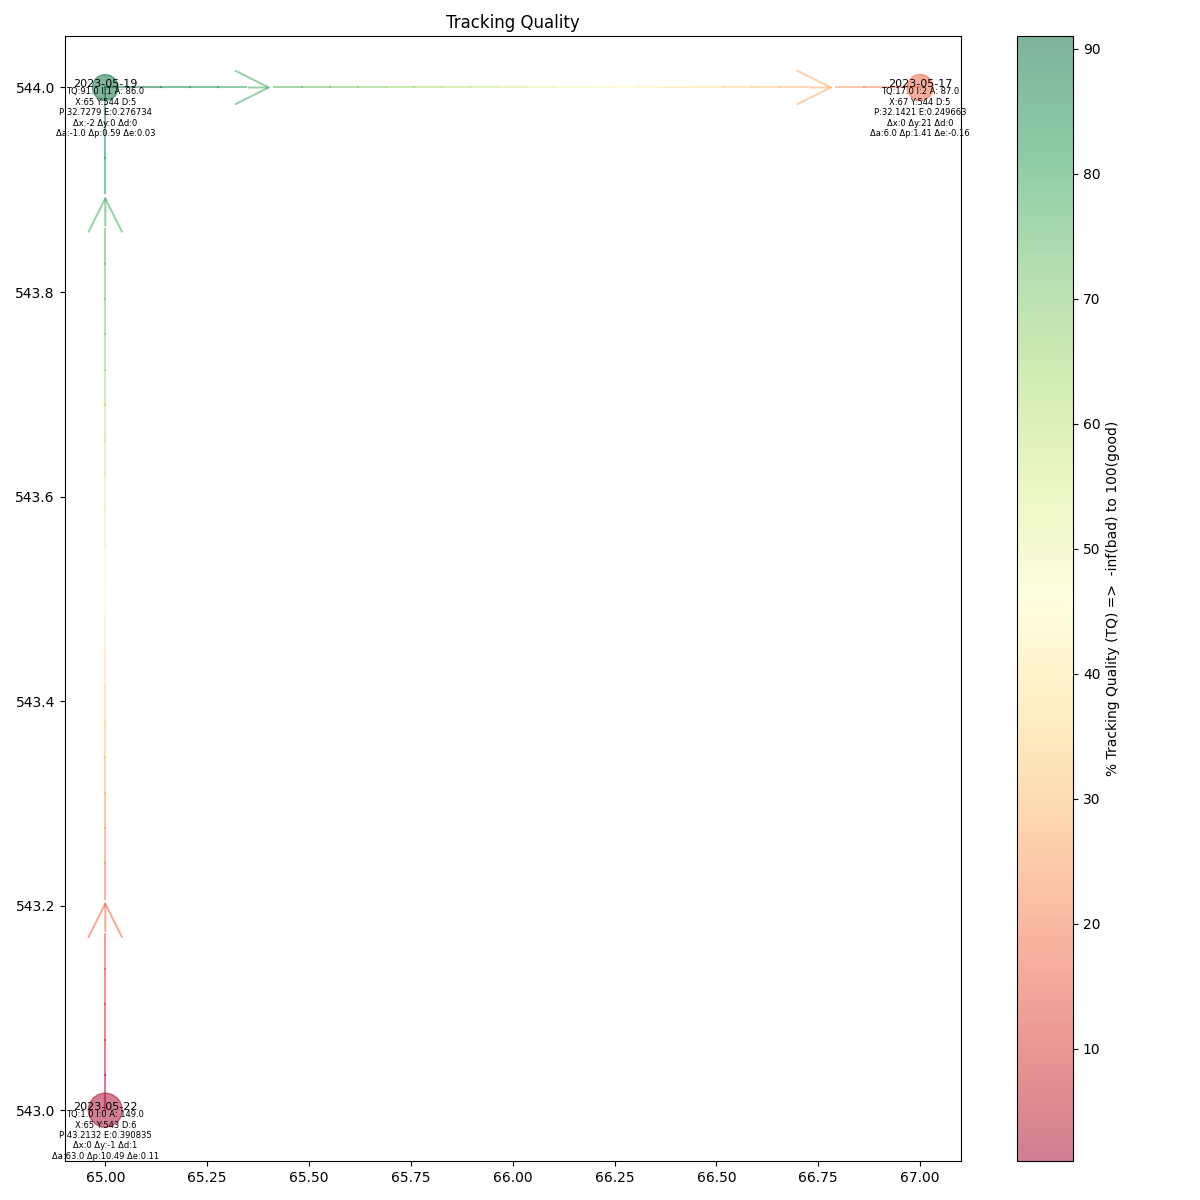 Tracking Quality
544.0
543.8
543.6
543.4
543.2
543.0
2023-05-19
TQ:91.0 I:1 A: 86.0
X:65 Y:544 D:5
P:32.7279 E:0.276734
Δx:-2 Δy:0 Δd:0
Δa:-1.0 Δp:0.59 Δe:0.03
2023-05-17
TQ:17.0 I:2 A: 87.0
X:67 Y:544 D:5
P:32.1421 E:0.249663
Δx:0 Δy:21 Δd:0
Δa:6.0 Δp:1.41 Δe:-0.16
2023-05-22
TQ:1.0 I:0 A: 149.0
X:65 Y:543 D:6
P:43.2132 E:0.390835
Δx:0 Δy:-1 Δd:1
Δa:63.0 Δp:10.49 Δe:0.11
65.00
65.25
65.50
65.75
66.00
66.25
66.50
66.75
67.00
90
80
70
60
50
40
30
20
10
% Tracking Quality (TQ) => -inf(bad) to 100(good)